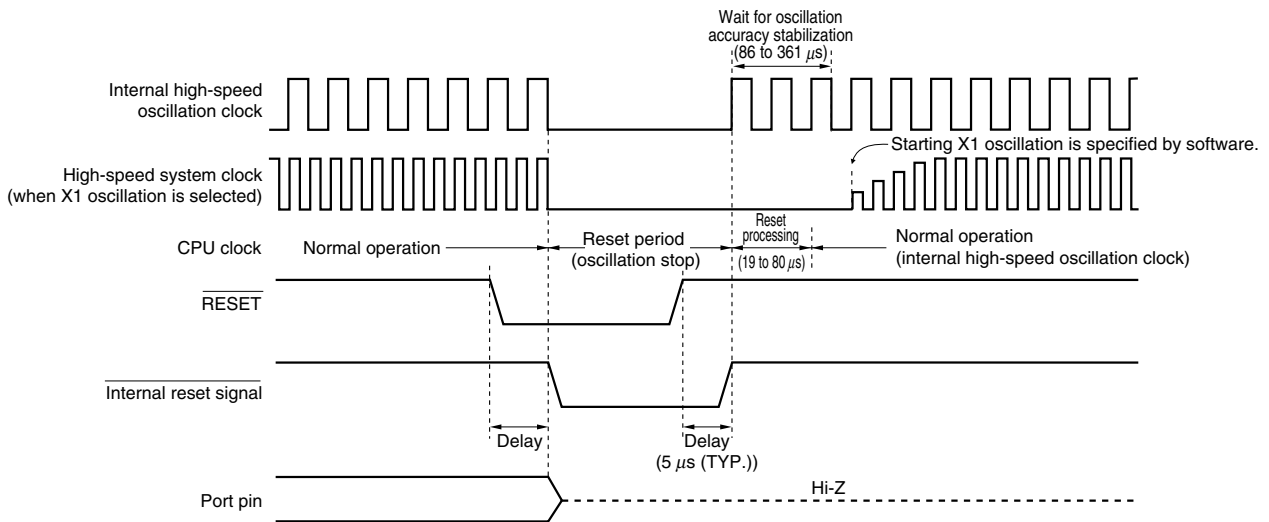 Wait for oscillation
accuracy stabilization
(86 to 361 μs)
Internal high-speed
oscillation clock
Starting X1 oscillation is specified by software.
High-speed system clock
(when X1 oscillation is selected)
CPU clock
Normal operation
Reset period
(oscillation stop)
Reset
processing
(19 to 80 μs)
Normal operation
(internal high-speed oscillation clock)
RESET
Internal reset signal
Delay
Delay
(5 μs (TYP.))
Port pin
Hi-Z